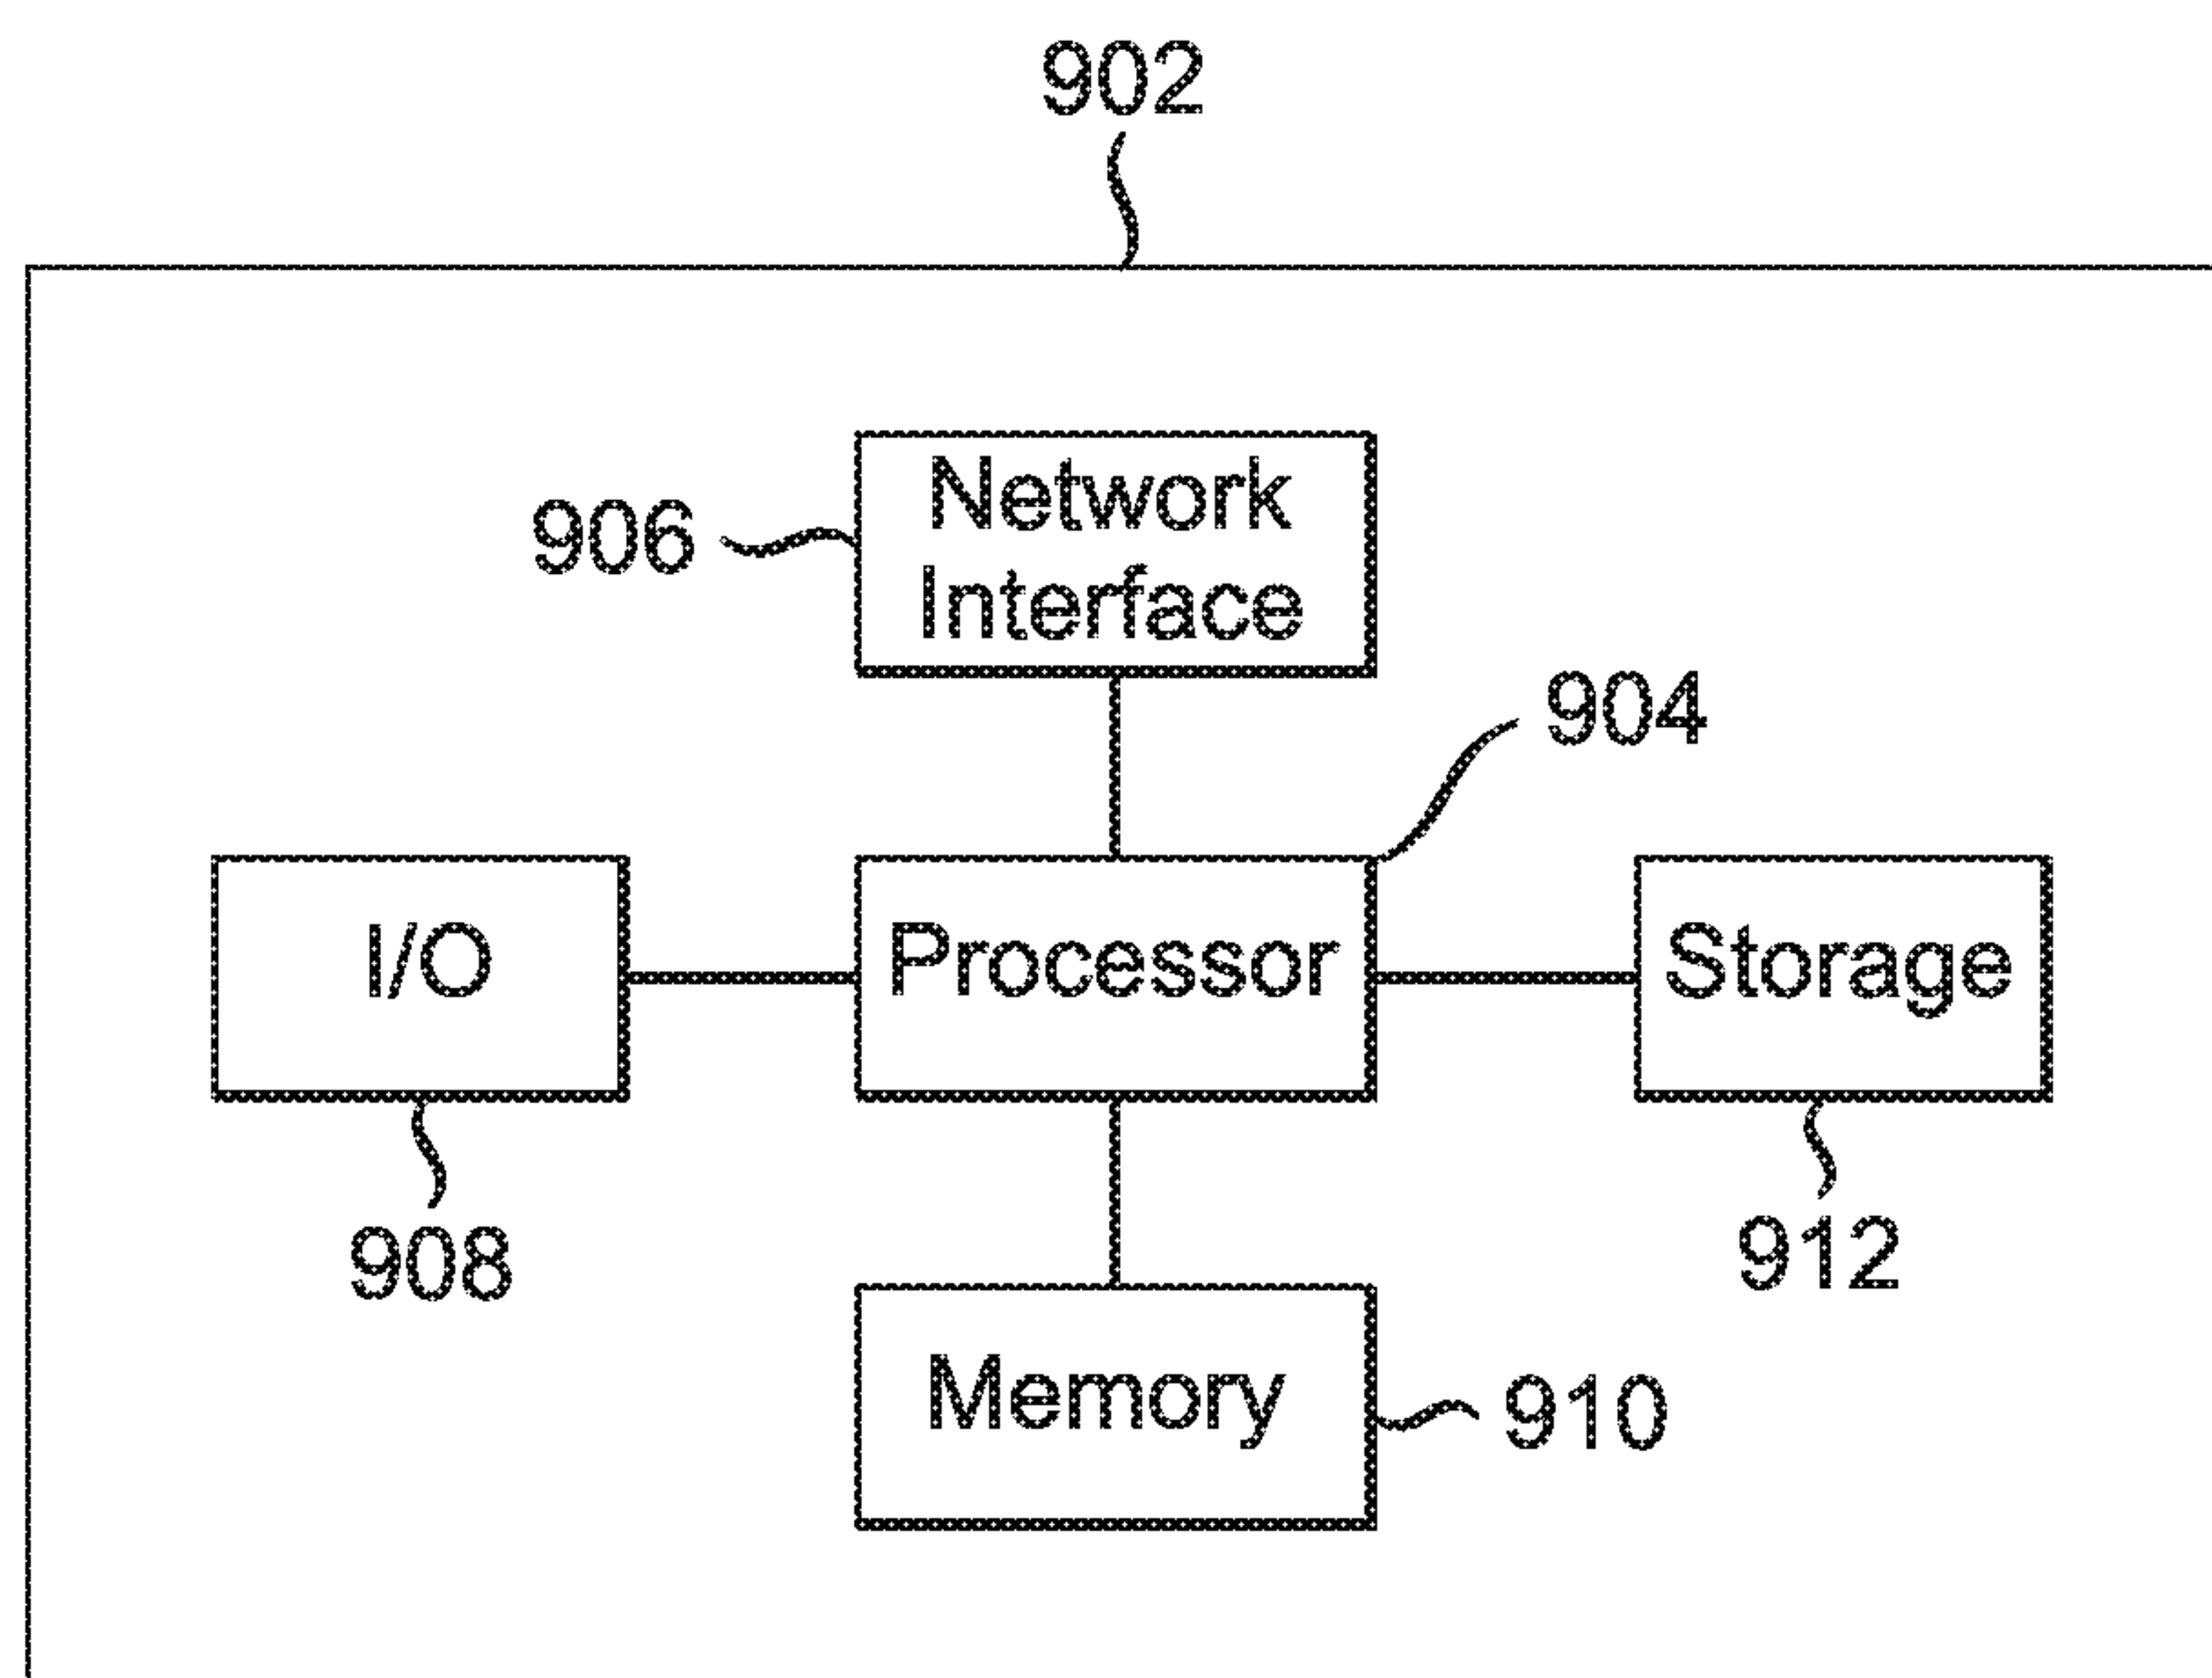 902
Network
Interface
906
904
I/O
Processor
Storage
908
912
Memory
910